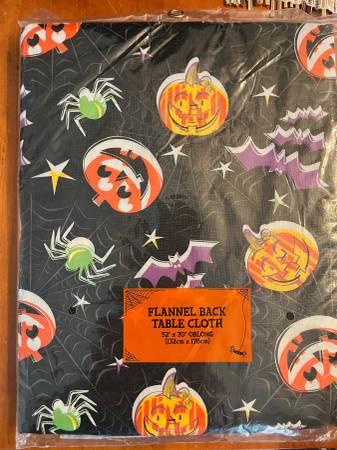 FLANNEL BACK
TABLE CLOTH
52" x 70" OBLONG
(132cm x 178cm)